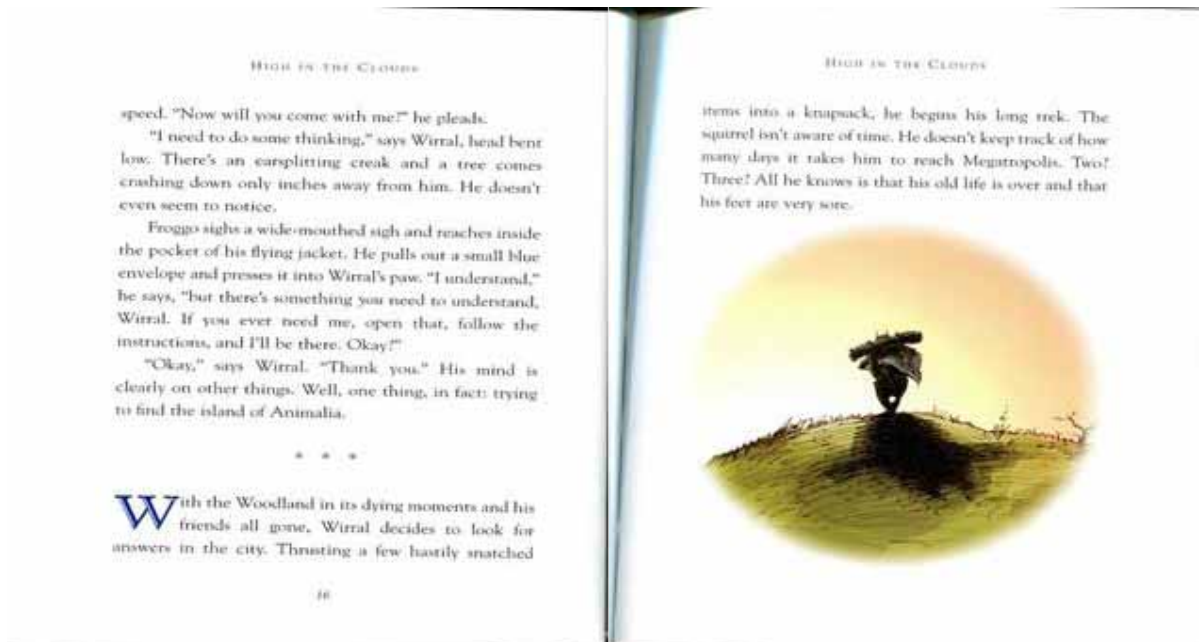 HIGH IN THE CLOUDS
speed. "Now will you come with me?" he pleads.
"I need to do some thinking," says Wirral, head bent
low. There's an earsplitting creak and a tree comes
crashing down only inches away from him. He doesn't
even seem to notice.
Froggo sighs a wide-mouthed sigh and reaches inside
the pocket of his flying jacket. He pulls out a small blue
envelope and presses it into Wirral's paw. "I understand,"
he says, "but there's something you need to understand,
Wirral. If you ever need me, open that, follow the
instructions, and I'll be there. Okay?"
"Okay," says Wirral. "Thank you." His mind is
clearly on other things. Well, one thing, in fact: trying
to find the island of Animalia.
* * *
With the Woodland in its dying moments and his
friends all gone, Wirral decides to look for
answers in the city. Thrusting a few hastily snatched
16
HIGH IN THE CLOUDS
items into a knapsack, he begins his long trek. The
squirrel isn't aware of time. He doesn't keep track of how
many days it takes him to reach Megatropolis. Two?
Three? All he knows is that his old life is over and that
his feet are very sore.